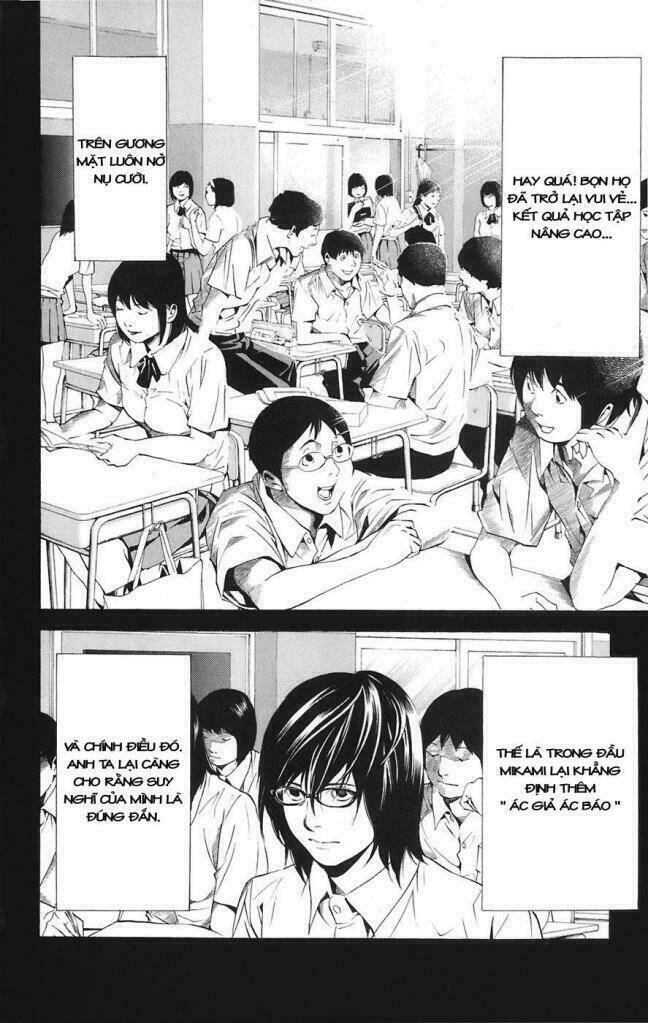 HAY QUÁ! BỌN HỌ
ĐÃ TRỞ LẠI VUI VẺ...
KẾT QUẢ HỌC TẬP
NÂNG CAO...
TRÊN GƯƠNG
MẶT LUÔN NỞ
NỤ CƯỜI.
THẾ LÀ TRONG ĐẦU
MIKAMI LẠI KHẲNG
ĐỊNH THÊM
" ÁC GIẢ ÁC BÁO "
VÀ CHÍNH ĐIỀU ĐÓ.
ANH TA LẠI CÀNG
CHO RẰNG SUY
NGHĨ CỦA MÌNH LÀ
ĐÚNG ĐẮN.